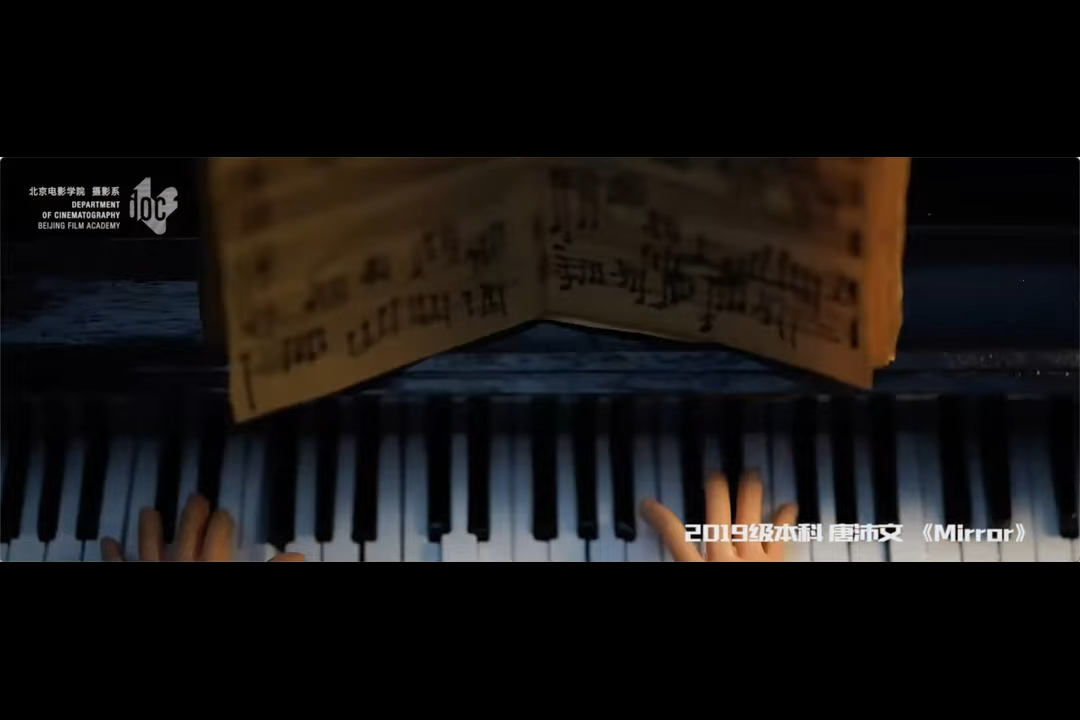 北京电影学院 摄影系
DEPARTMENT
OF CINEMATOGRAPHY
BEIJING FILM ACADEMY
iDOC
2019级本科 唐沛文 《Mirror》